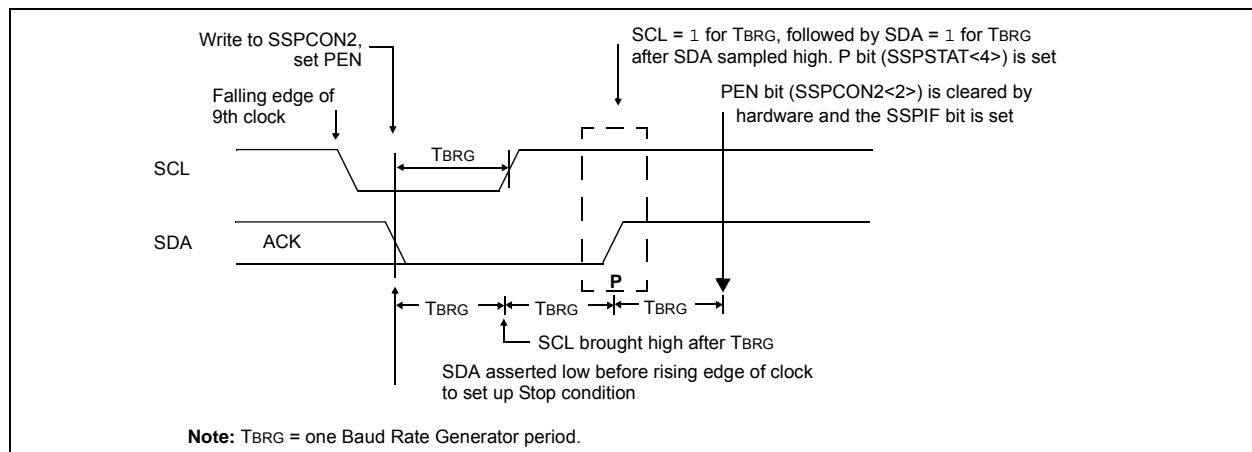 Write to SSPCON2,
set PEN
SCL = 1 for TBRG, followed by SDA = 1 for TBRG
after SDA sampled high. P bit (SSPSTAT<4>) is set
PEN bit (SSPCON2<2>) is cleared by
hardware and the SSPIF bit is set
Falling edge of
9th clock
TBRG
SCL
SDA
ACK
P
TBRG
TBRG
TBRG
SCL brought high after TBRG
SDA asserted low before rising edge of clock
to set up Stop condition
Note: TBRG = one Baud Rate Generator period.